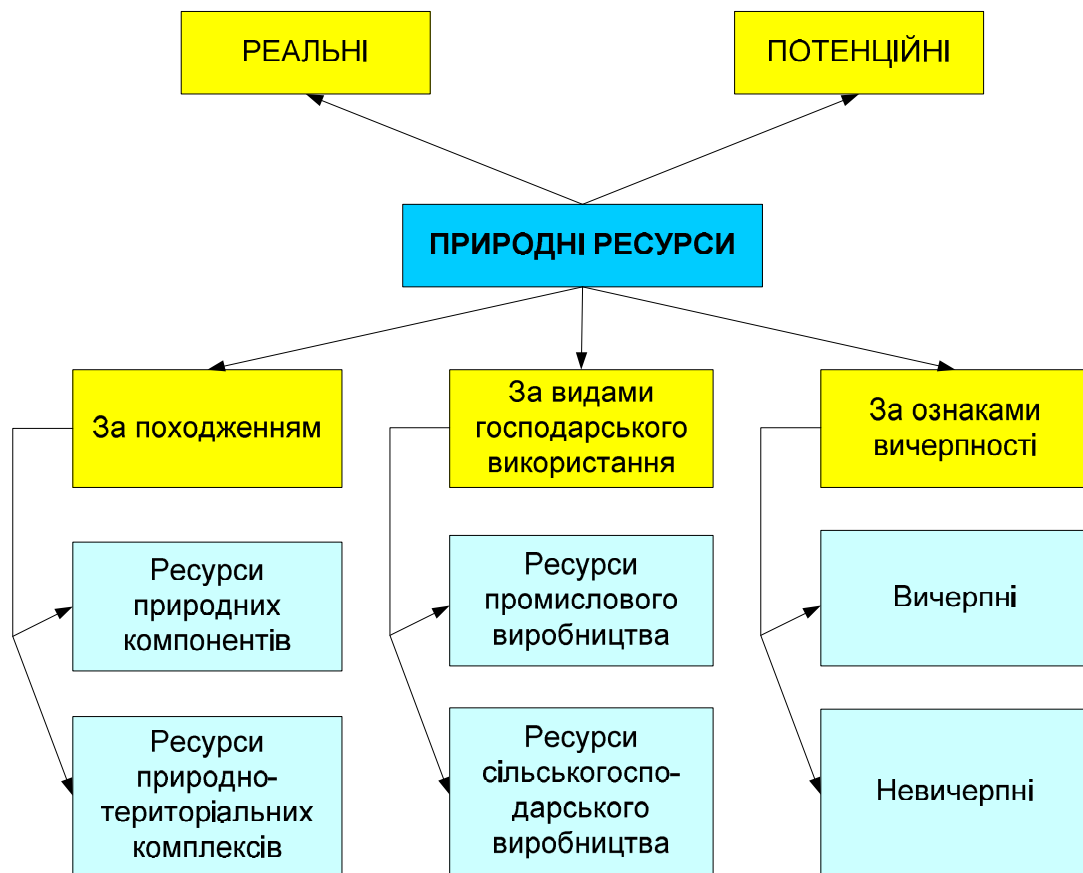 РЕАЛЬНІ
ПОТЕНЦІЙНІ
ПРИРОДНІ РЕСУРСИ
За походженням
За видами
господарського
використання
За ознаками
вичерпності
Ресурси
природних
компонентів
Ресурси
промислового
виробництва
Вичерпні
Ресурси
природно-
територіальних
комплексів
Ресурси
сільськогоспо-
дарського
виробництва
Невичерпні